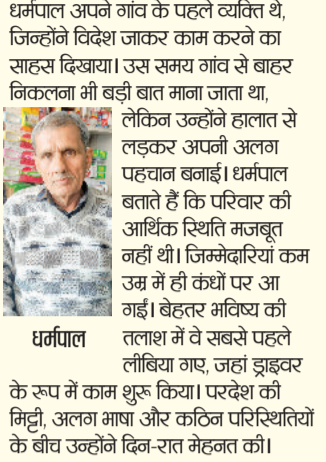 धर्मपाल अपने गांव के पहले व्यक्ति थे,
जिन्होंने विदेश जाकर काम करने का
साहस दिखाया। उस समय गांव से बाहर
निकलना भी बड़ी बात माना जाता था,
लेकिन उन्होंने हालात से
लड़कर अपनी अलग
पहचान बनाई। धर्मपाल
बताते हैं कि परिवार की
आर्थिक स्थिति मजबूत
नहीं थी। जिम्मेदारियां कम
उम्र में ही कंधों पर आ
गईं। बेहतर भविष्य की
तलाश में वे सबसे पहले
लीबिया गए, जहां ड्राइवर
के रूप में काम शुरू किया। परदेश की
मिट्टी, अलग भाषा और कठिन परिस्थितियों
के बीच उन्होंने दिन-रात मेहनत की।
धर्मपाल